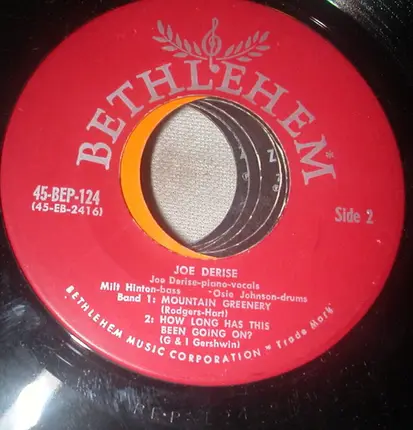 BETHLEHEM
45-BEP-124
(45-EB-2416)
Side 2
JOE DERISE
Joe Derise-piano-vocals
Milt Hinton-bass Osie Johnson-drums
Band 1: MOUNTAIN GREENERY
(Rodgers-Hart)
2: HOW LONG HAS THIS
BEEN GOING ON?
(G & I Gershwin)
BETHLEHEM MUSIC CORPORATION ™ Trade Mark